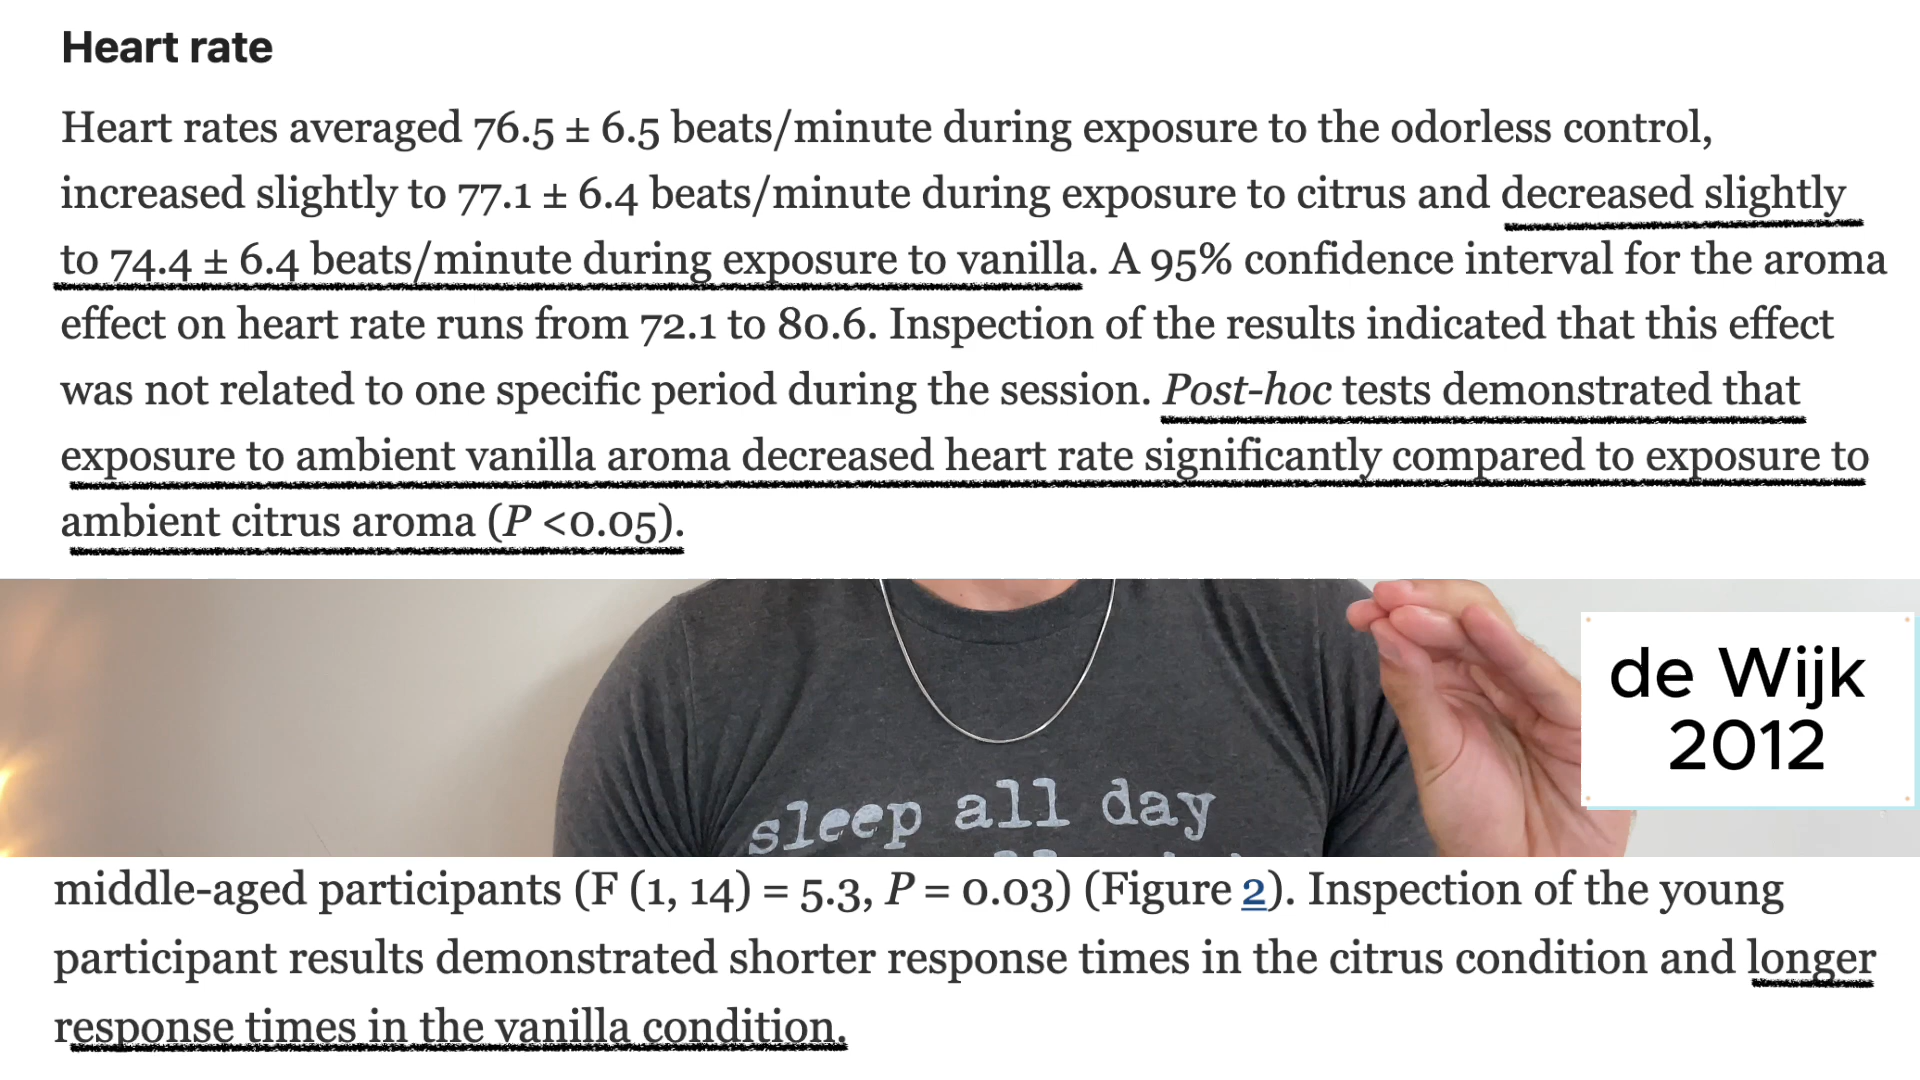 Heart rate
Heart rates averaged 76.5 ± 6.5 beats/minute during exposure to the odorless control,
increased slightly to 77.1 ± 6.4 beats/minute during exposure to citrus and decreased slightly
to 74.4 ± 6.4 beats/minute during exposure to vanilla. A 95% confidence interval for the aroma
effect on heart rate runs from 72.1 to 80.6. Inspection of the results indicated that this effect
was not related to one specific period during the session. Post-hoc tests demonstrated that
exposure to ambient vanilla aroma decreased heart rate significantly compared to exposure to
ambient citrus aroma (P <0.05).
de Wijk
2012
sleep all day
middle-aged participants (F (1, 14) = 5.3, P = 0.03) (Figure 2). Inspection of the young
participant results demonstrated shorter response times in the citrus condition and longer
response times in the vanilla condition.